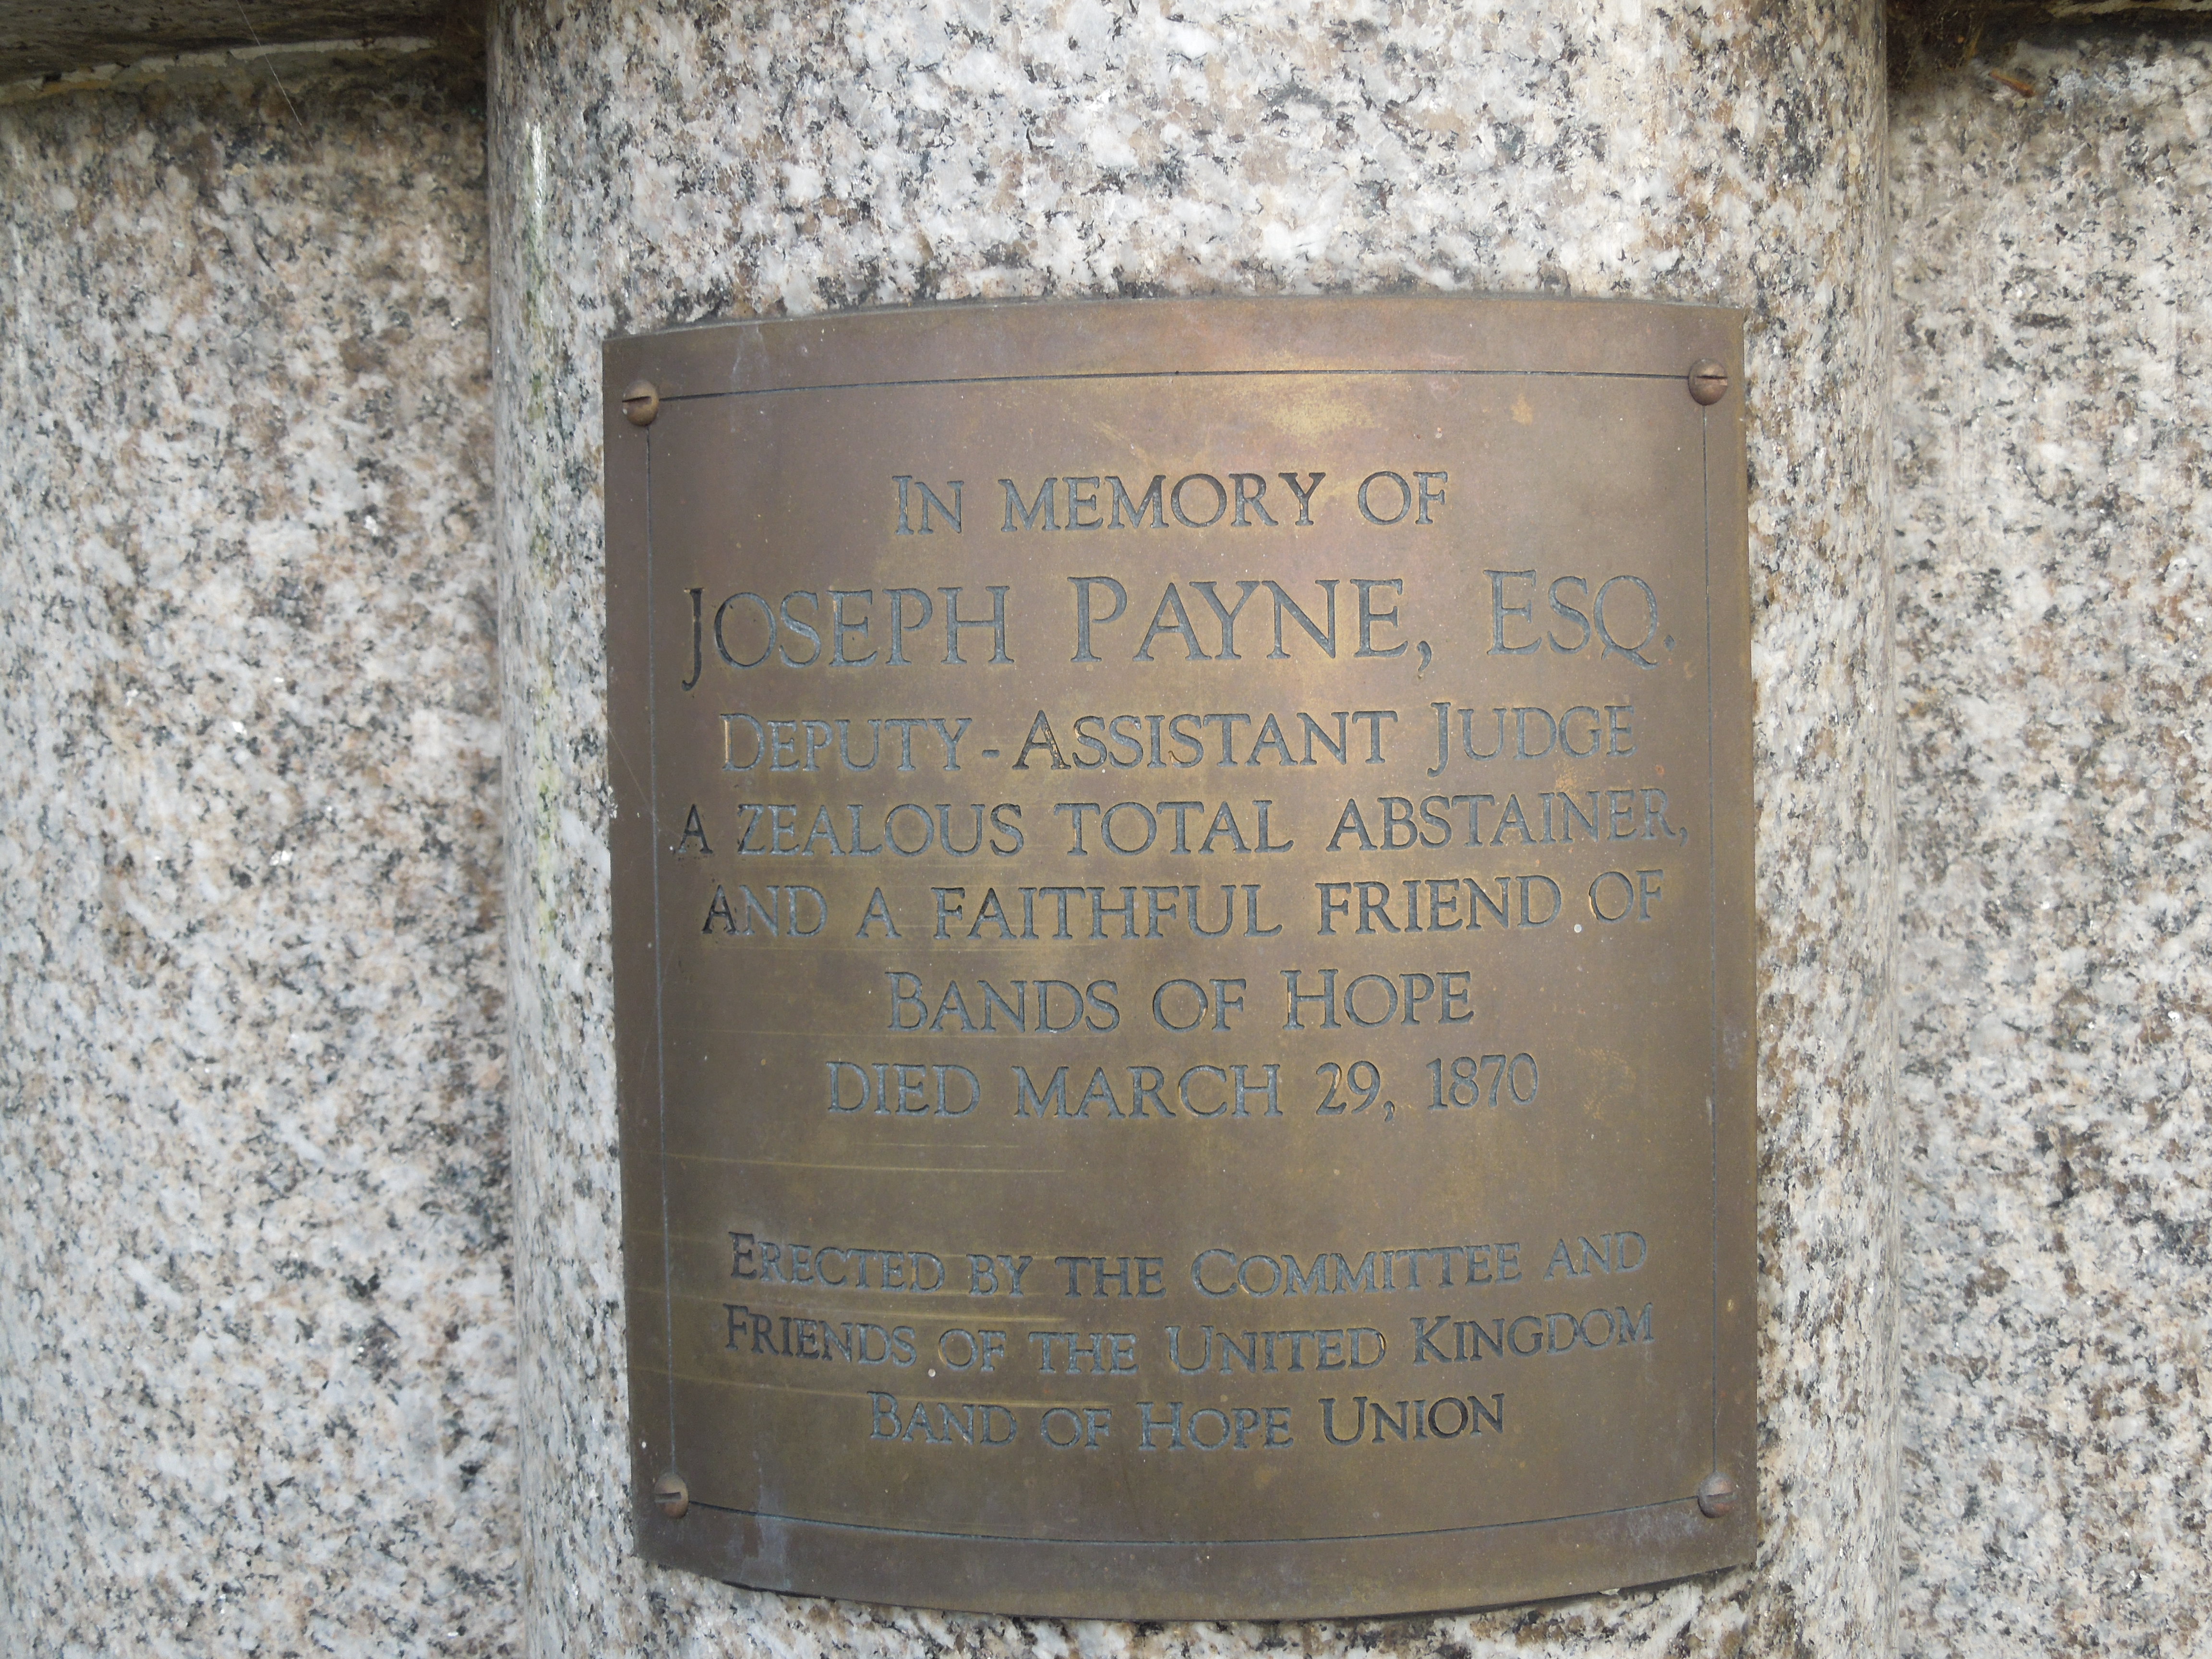 IN MEMORY OF
JOSEPH PAYNE, ESQ.
DEPUTY-ASSISTANT JUDGE
A ZEALOUS TOTAL ABSTAINER,
AND A FAITHFUL FRIEND OF
BANDS OF HOPE
DIED MARCH 29, 1870
ERECTED BY THE COMMITTEE AND
FRIENDS OF THE UNITED KINGDOM
BAND OF HOPE UNION